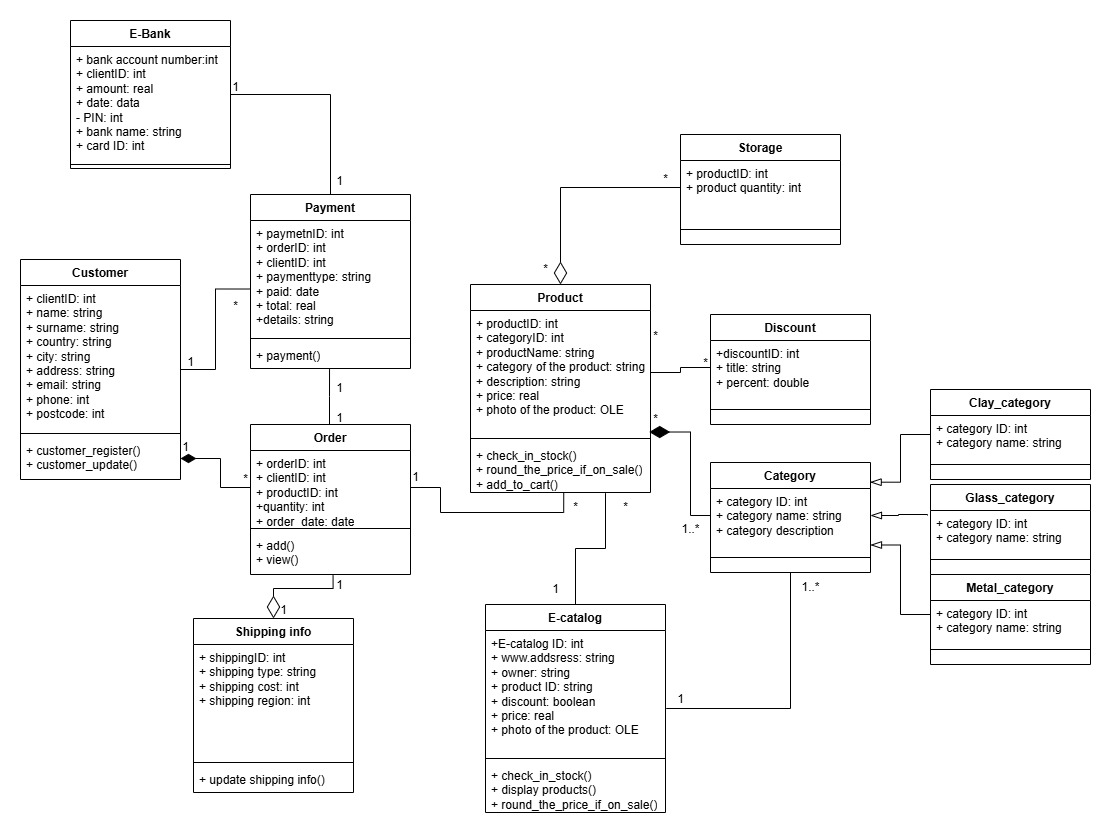 E-Bank
+ bank account number:int
+ clientID: int
+ amount: real
+ date: data
- PIN: int
+ bank name: string
+ card ID: int
1
1
Payment
+ paymetnID: int
+ orderID: int
+ clientID: int
+ paymenttype: string
+ paid: date
+ total: real
+details: string
+ payment()
Customer
+ clientID: int
+ name: string
+ surname: string
+ country: string
+ city: string
+ address: string
+ email: string
+ phone: int
+ postcode: int
+ customer_register()
+ customer_update()
*
1
1
*
1
1
Order
+ orderID: int
+ clientID: int
+ productID: int
+quantity: int
+ order_date: date
+ add()
+ view()
1
1
1
Shipping info
+ shippingID: int
+ shipping type: string
+ shipping cost: int
+ shipping region: int
+ update shipping info()
Storage
+ productID: int
+ product quantity: int
*
*
Product
+ productID: int
+ categoryID: int
+ productName: string
+ category of the product: string
+ description: string
+ price: real
+ photo of the product: OLE
+ check_in_stock()
+ round_the_price_if_on_sale()
+ add_to_cart()
*
*
*
*
*
Discount
+discountID: int
+ title: string
+ percent: double
Category
+ category ID: int
+ category name: string
+ category description
1..*
1..*
Clay_category
+ category ID: int
+ category name: string
Glass_category
+ category ID: int
+ category name: string
Metal_category
+ category ID: int
+ category name: string
1
E-catalog
+E-catalog ID: int
+ www.addsress: string
+ owner: string
+ product ID: string
+ discount: boolean
+ price: real
+ photo of the product: OLE
+ check_in_stock()
+ display products()
+ round_the_price_if_on_sale()
1